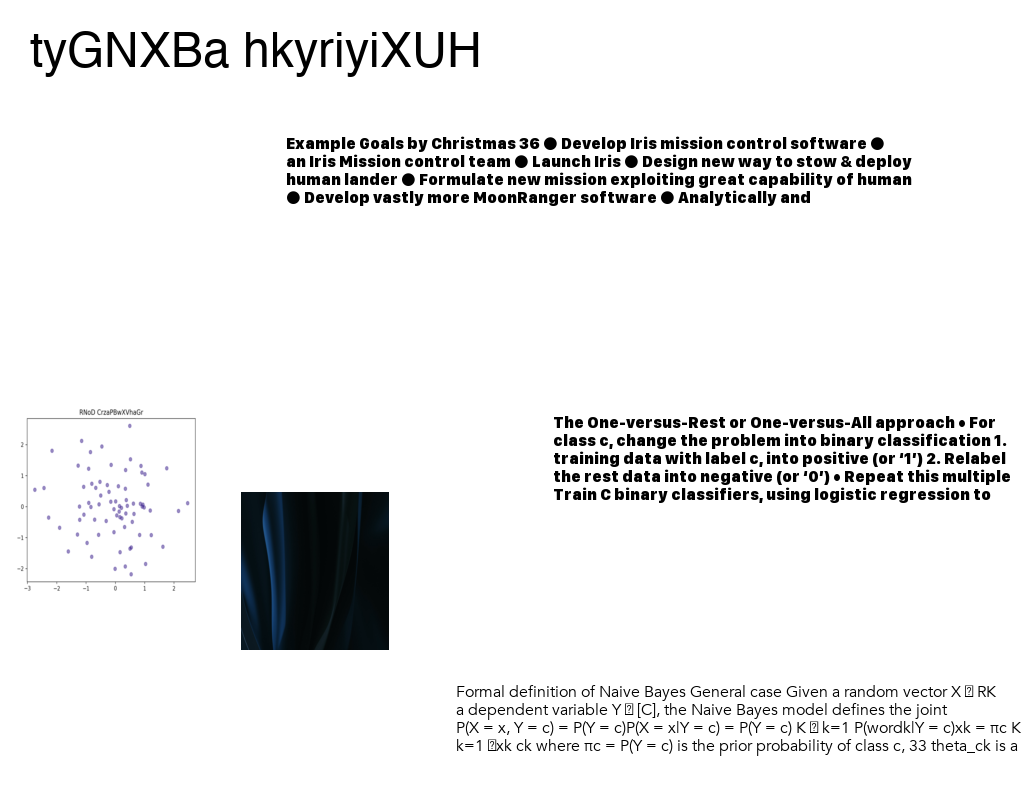 tyGNXBa hkyriyiXUH
Example Goals by Christmas 36 ● Develop Iris mission control software ●
an Iris Mission control team ● Launch Iris ● Design new way to stow & deploy
human lander ● Formulate new mission exploiting great capability of human
● Develop vastly more MoonRanger software ● Analytically and
RNoD CrzaPBwXVhaGr
2
1
0
−1
−2
−3 −2 −1 0 1 2
The One-versus-Rest or One-versus-All approach • For
class c, change the problem into binary classification 1.
training data with label c, into positive (or ‘1’) 2. Relabel
the rest data into negative (or ‘0’) • Repeat this multiple
Train C binary classifiers, using logistic regression to
Formal definition of Naive Bayes General case Given a random vector X RK
a dependent variable Y [C], the Naive Bayes model defines the joint
P(X = x, Y = c) = P(Y = c)P(X = x|Y = c) = P(Y = c) K k=1 P(wordk|Y = c)xk = πc K
k=1 xk ck where πc = P(Y = c) is the prior probability of class c, 33 theta_ck is a